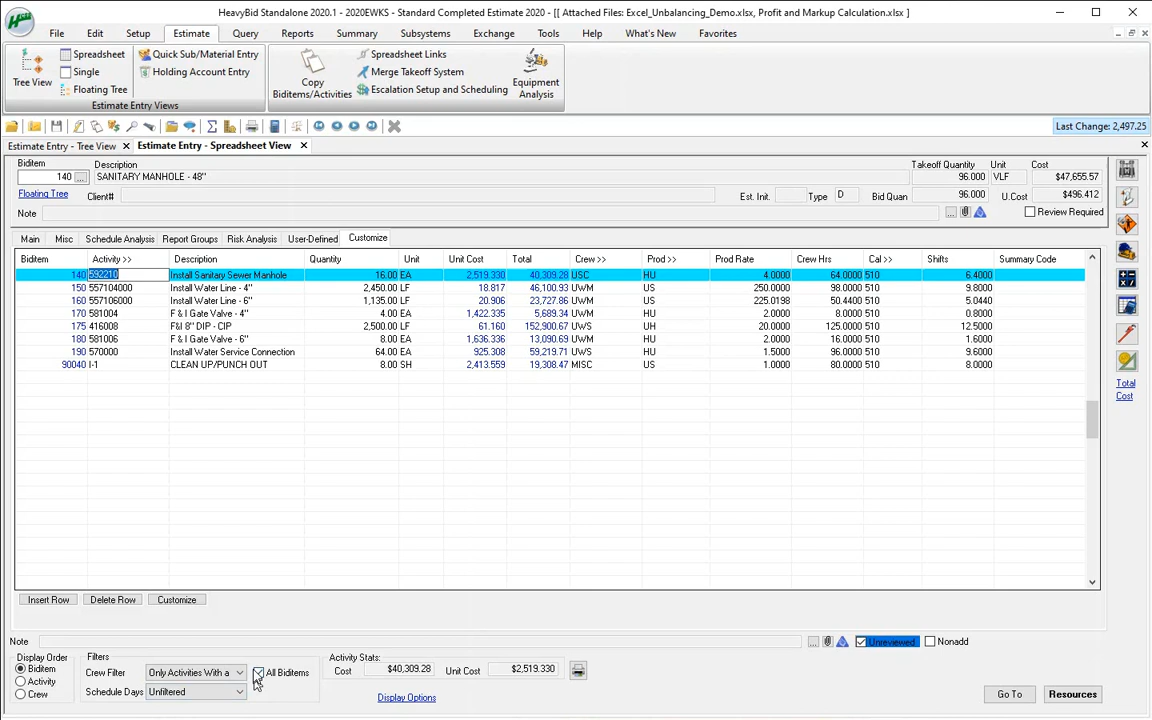 HeavyBid Standalone 2020.1 - 2020EWKS - Standard Completed Estimate 2020 - [[ Attached Files: Excel_Unbalancing_Demo.xlsx, Profit and Markup Calculation.xlsx ]
File Edit Setup Estimate Query Reports Summary Subsystems Exchange Tools Help What's New Favorites
Tree View Spreadsheet Single Floating Tree Quick Sub/Material Entry Holding Account Entry
Copy Biditems/Activities Spreadsheet Links Merge Takeoff System Escalation Setup and Scheduling Equipment Analysis
Estimate Entry Views
Last Change: 2,497.25
Estimate Entry - Tree View Estimate Entry - Spreadsheet View
Biditem Description Takeoff Quantity Unit Cost
140 ... SANITARY MANHOLE - 48" 96.000 VLF $47,655.57
Floating Tree Client# Est. Init. Type D Bid Quan 96.000 U.Cost $496.412
Note ... Review Required
Main Misc Schedule Analysis Report Groups Risk Analysis User-Defined Customize
Biditem Activity >> Description Quantity Unit Unit Cost Total Crew >> Prod >> Prod Rate Crew Hrs Cal >> Shifts Summary Code
140 592210 Install Sanitary Sewer Manhole 16.00 EA 2,519.330 40,309.28 USC HU 4.0000 64.0000 510 6.4000
150 557104000 Install Water Line - 4" 2,450.00 LF 18.817 46,100.93 UWM US 250.0000 98.0000 510 9.8000
160 557106000 Install Water Line - 6" 1,135.00 LF 20.906 23,727.86 UWM US 225.0198 50.4400 510 5.0440
170 581004 F & I Gate Valve - 4" 4.00 EA 1,422.335 5,689.34 UWM HU 2.0000 8.0000 510 0.8000
175 416008 F&I 8" DIP - CIP 2,500.00 LF 61.160 152,900.67 UWS UH 20.0000 125.0000 510 12.5000
180 581006 F & I Gate Valve - 6" 8.00 EA 1,636.336 13,090.69 UWM HU 2.0000 16.0000 510 1.6000
190 570000 Install Water Service Connection 64.00 EA 925.308 59,219.71 UWS HU 1.5000 96.0000 510 9.6000
90040 I-1 CLEAN UP/PUNCH OUT 8.00 SH 2,413.559 19,308.47 MISC US 1.0000 80.0000 510 8.0000
Total Cost
Insert Row Delete Row Customize
Note ... Unreviewed Nonadd
Display Order Filters Activity Stats:
Biditem Crew Filter Only Activities With a All Biditems Cost $40,309.28 Unit Cost $2,519.330
Activity
Crew Schedule Days Unfiltered Display Options Go To Resources